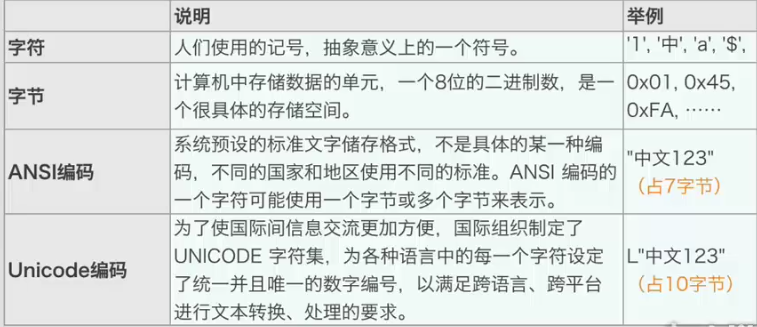 说明
举例
字符
人们使用的记号，抽象意义上的一个符号。
'1', '中', 'a', '$',
字节
计算机中存储数据的单元，一个8位的二进制数，是一
个很具体的存储空间。
0x01, 0x45,
0xFA, ……
ANSI编码
系统预设的标准文字储存格式，不是具体的某一种编
码，不同的国家和地区使用不同的标准。ANSI 编码的
一个字符可能使用一个字节或多个字节来表示。
"中文123"
（占7字节）
Unicode编码
为了使国际间信息交流更加方便，国际组织制定了
UNICODE 字符集，为各种语言中的每一个字符设定
了统一并且唯一的数字编号，以满足跨语言、跨平台
进行文本转换、处理的要求。
L"中文123"
（占10字节）